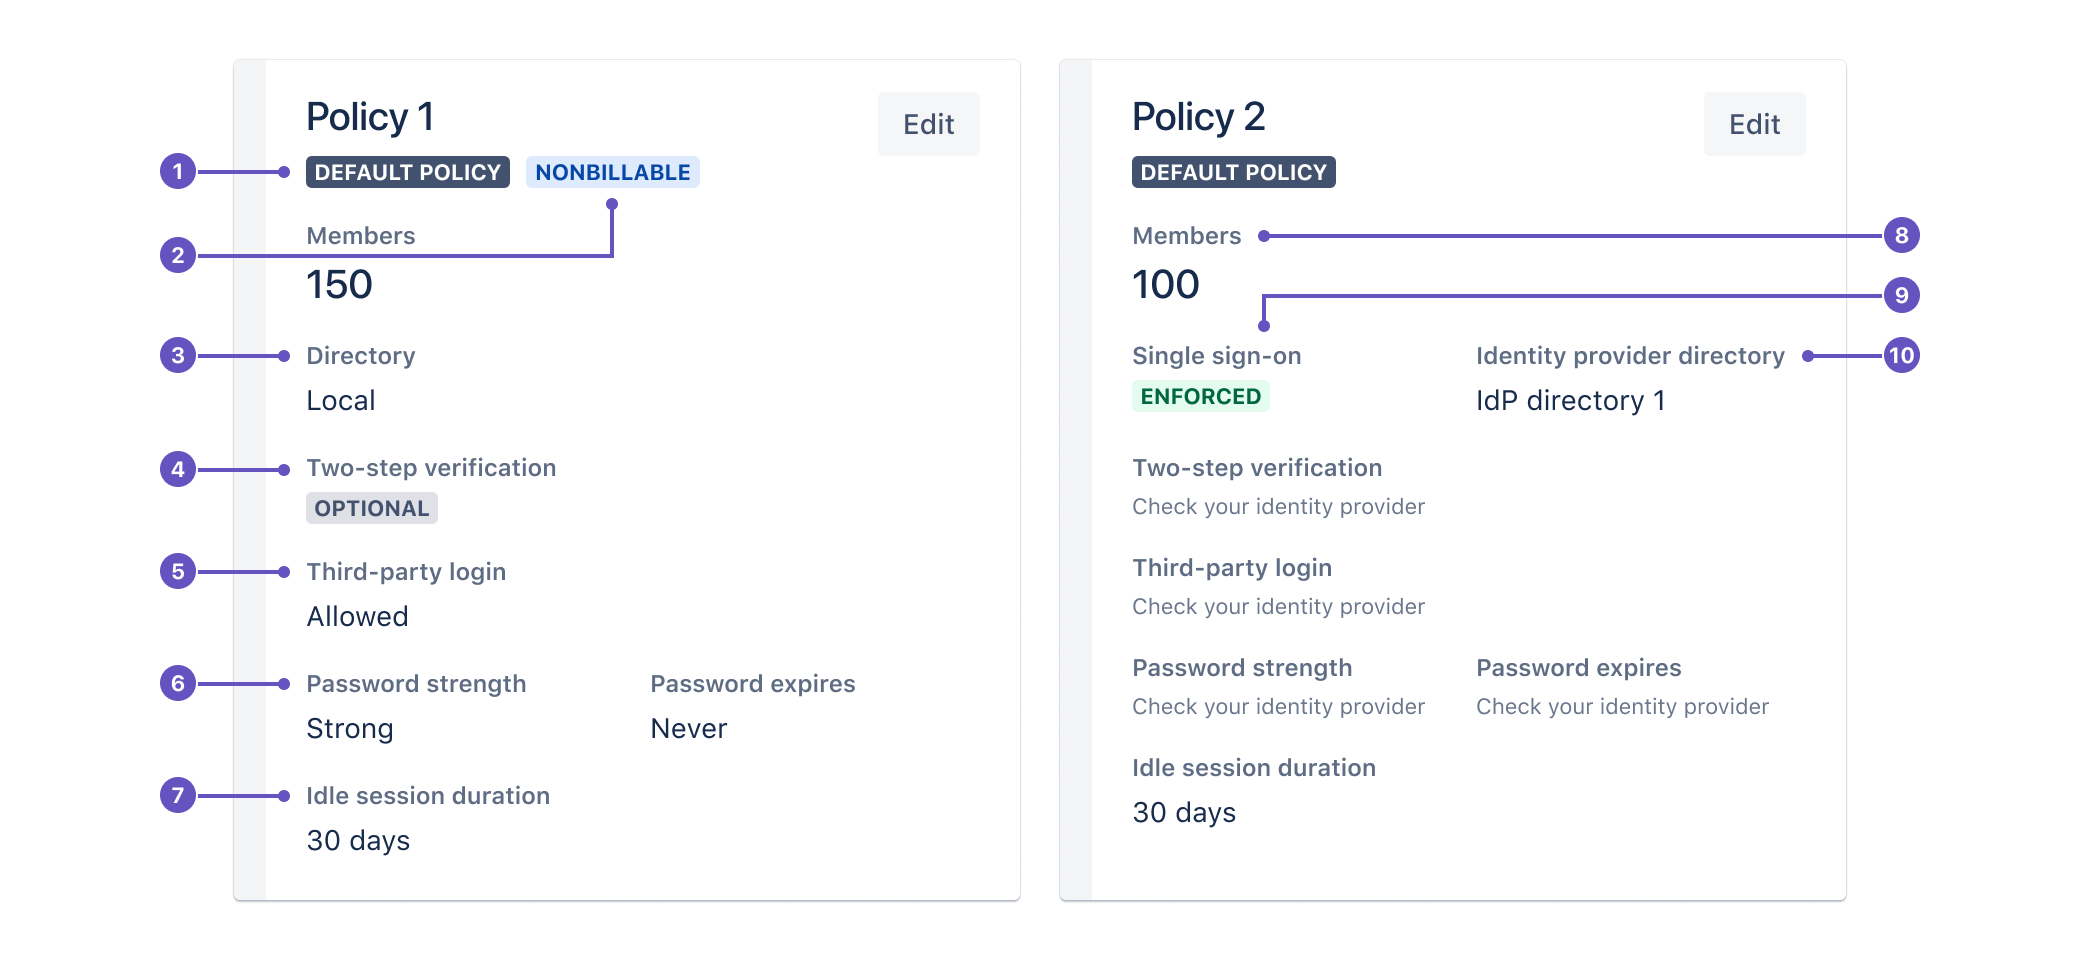 Policy 1
Edit
1
DEFAULT POLICY NONBILLABLE
Members
2
150
3
Directory
Local
4
Two-step verification
OPTIONAL
5
Third-party login
Allowed
6
Password strength Password expires
Strong Never
7
Idle session duration
30 days
Policy 2
Edit
DEFAULT POLICY
Members
8
100
9
Single sign-on Identity provider directory
10
ENFORCED IdP directory 1
Two-step verification
Check your identity provider
Third-party login
Check your identity provider
Password strength Password expires
Check your identity provider Check your identity provider
Idle session duration
30 days